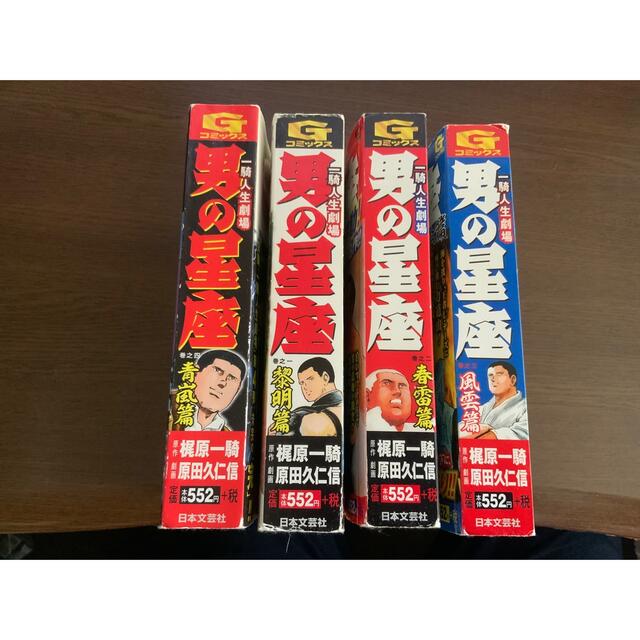 G
コミックス
一騎人生劇場
男の星座
巻之四
青嵐篇
原作 梶原一騎
劇画 原田久仁信
定価 本体552円+税
日本文芸社
G
コミックス
一騎人生劇場
男の星座
巻之一
黎明篇
原作 梶原一騎
劇画 原田久仁信
定価 本体552円+税
日本文芸社
G
コミックス
一騎人生劇場
男の星座
巻之二
春雷篇
原作 梶原一騎
劇画 原田久仁信
定価 本体552円+税
日本文芸社
G
コミックス
一騎人生劇場
男の星座
巻之三
風雲篇
原作 梶原一騎
劇画 原田久仁信
定価 本体552円+税
日本文芸社